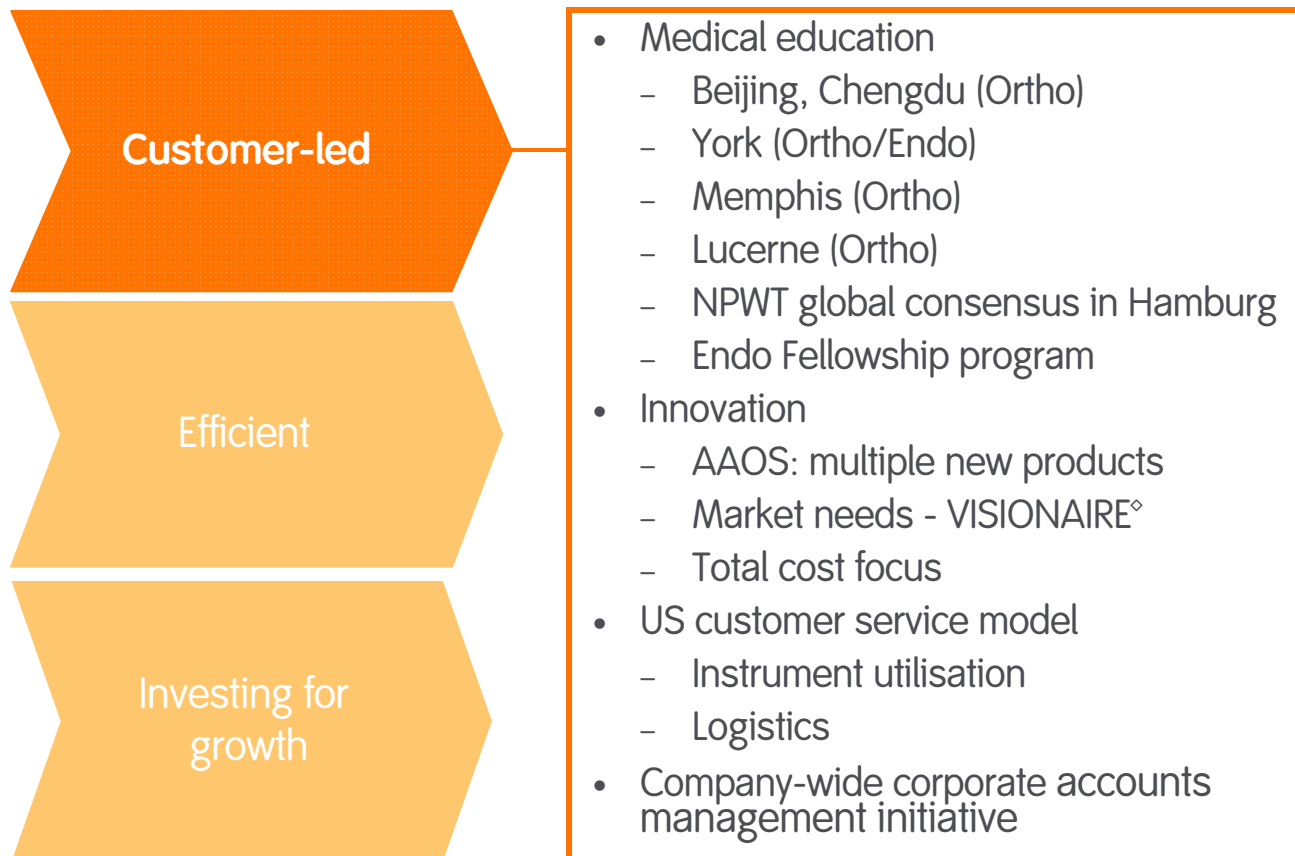 Customer-led
Efficient
Investing for
growth
• Medical education
– Beijing, Chengdu (Ortho)
– York (Ortho/Endo)
– Memphis (Ortho)
– Lucerne (Ortho)
– NPWT global consensus in Hamburg
– Endo Fellowship program
• Innovation
– AAOS: multiple new products
– Market needs - VISIONAIRE◊
– Total cost focus
• US customer service model
– Instrument utilisation
– Logistics
• Company-wide corporate accounts
management initiative